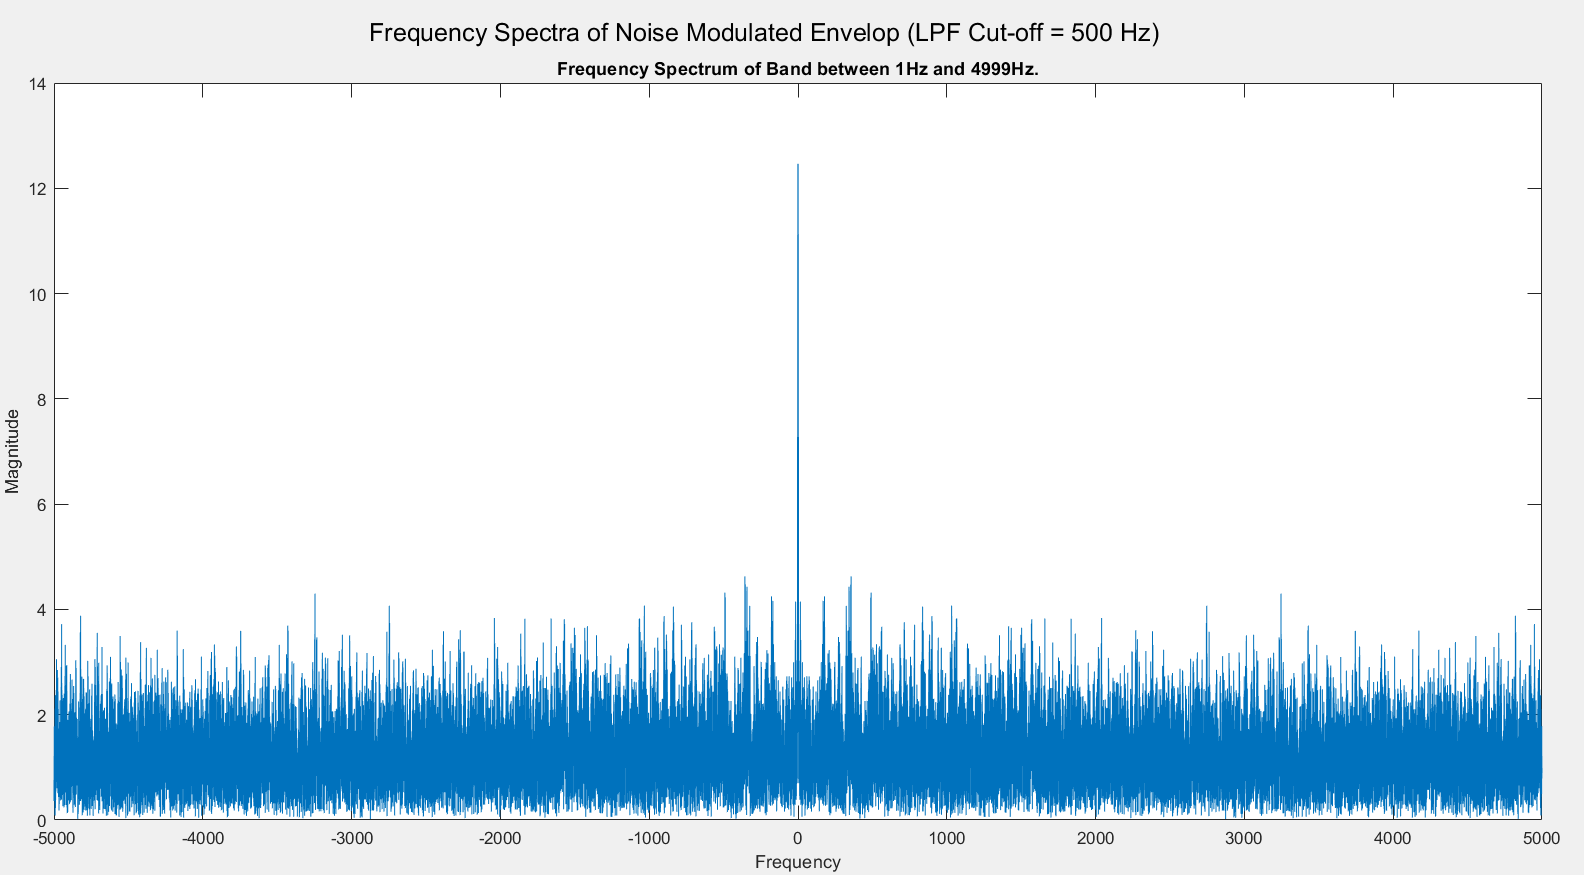 Frequency Spectra of Noise Modulated Envelop (LPF Cut-off = 500 Hz)
Frequency Spectrum of Band between 1Hz and 4999Hz.
14
12
10
8
6
4
2
0
Magnitude
-5000 -4000 -3000 -2000 -1000 0 1000 2000 3000 4000 5000
Frequency